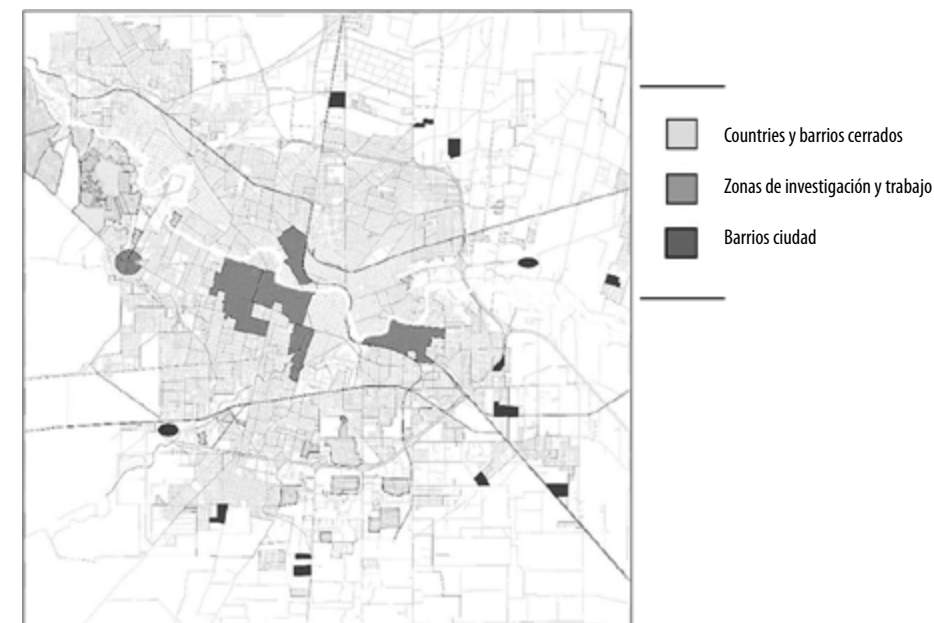 Countries y barrios cerrados
Zonas de investigación y trabajo
Barrios ciudad